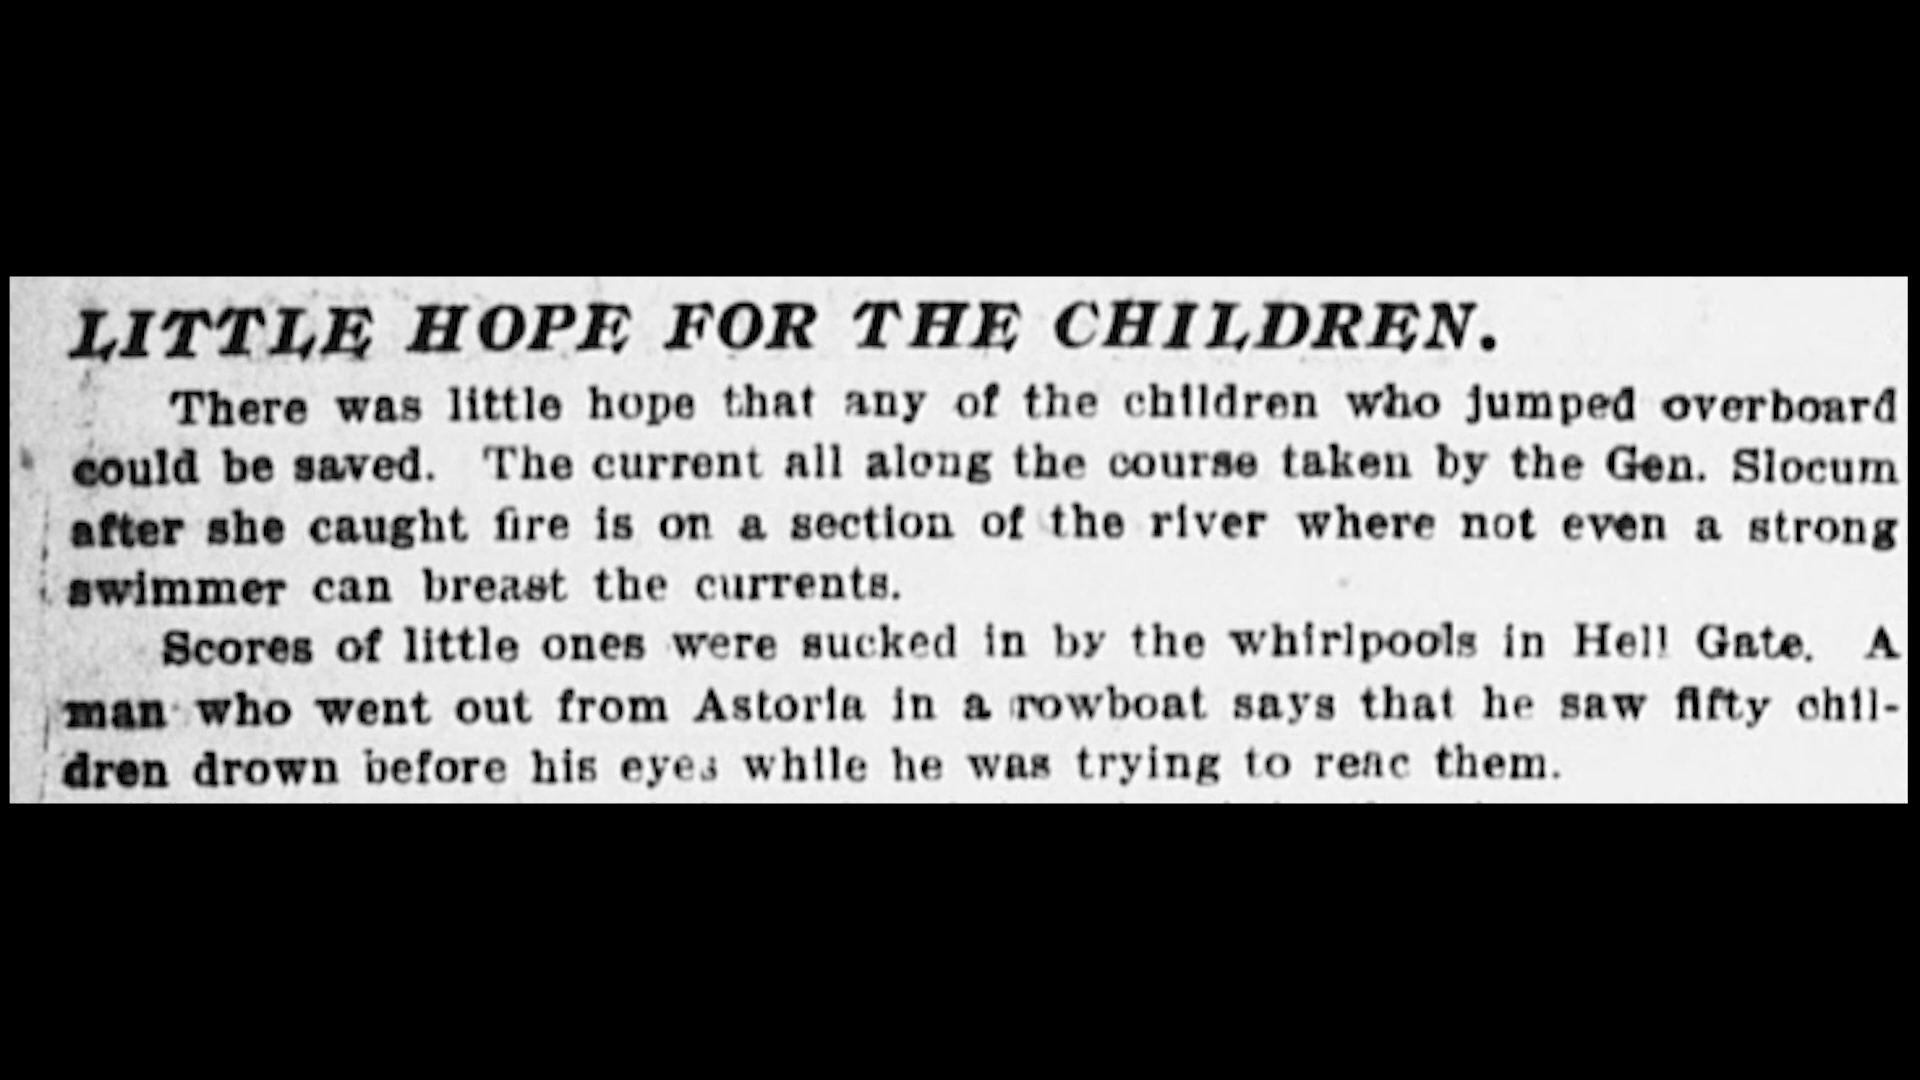 LITTLE HOPE FOR THE CHILDREN.
There was little hope that any of the children who jumped overboard
could be saved. The current all along the course taken by the Gen. Slocum
after she caught fire is on a section of the river where not even a strong
swimmer can breast the currents.
Scores of little ones were sucked in by the whirlpools in Hell Gate. A
man who went out from Astoria in a rowboat says that he saw fifty chil-
dren drown before his eyes while he was trying to reac them.